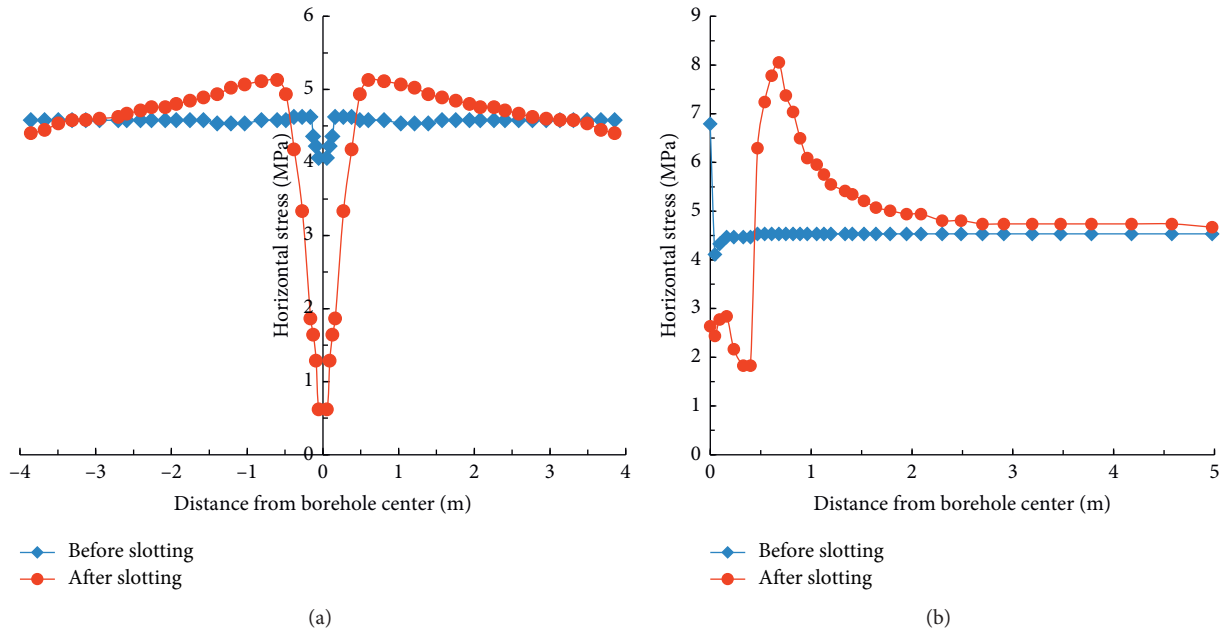 6
5
4
3
2
1
0
Horizontal stress (MPa)
–4 –3 –2 –1 0 1 2 3 4
Distance from borehole center (m)
Before slotting
After slotting
(a)
9
8
7
6
5
4
3
2
1
0
Horizontal stress (MPa)
0 1 2 3 4 5
Distance from borehole center (m)
Before slotting
After slotting
(b)